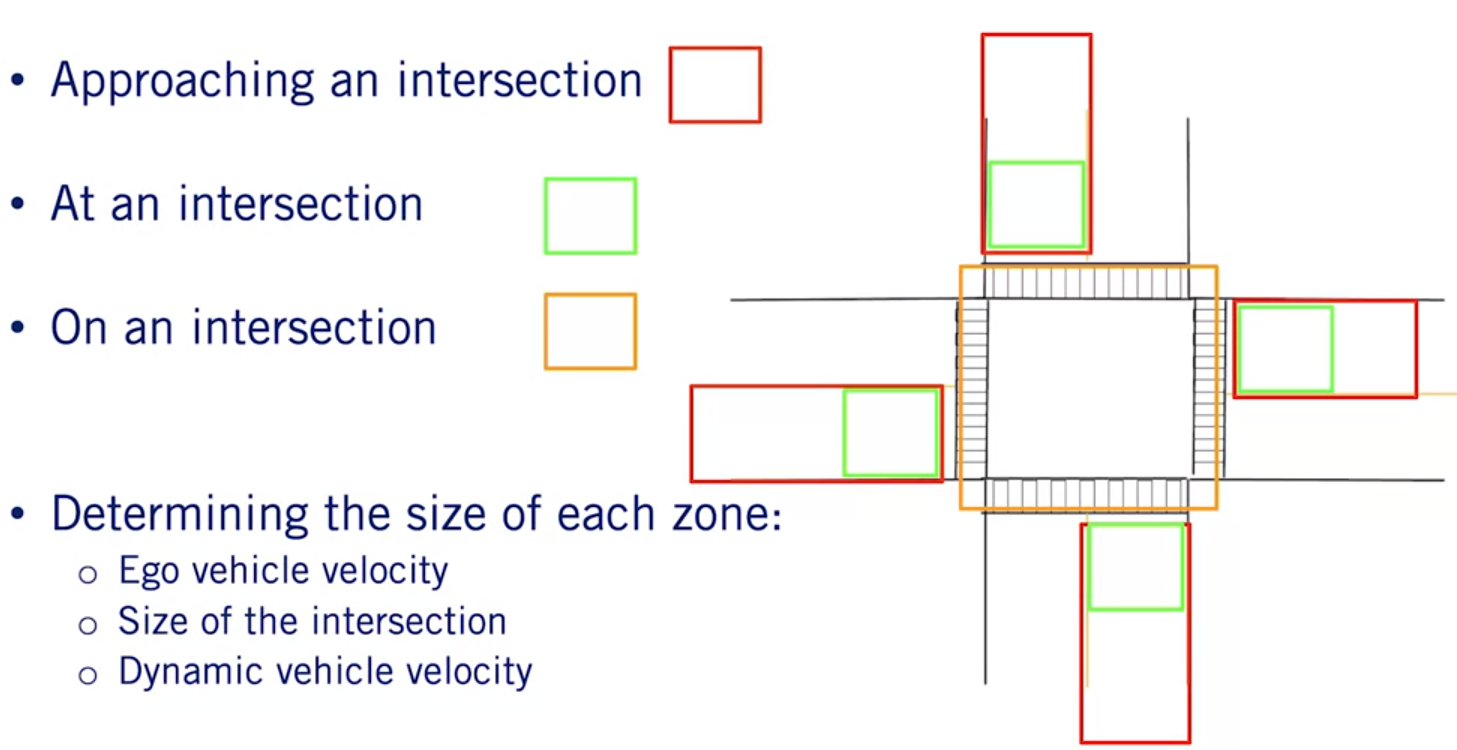 • Approaching an intersection
• At an intersection
• On an intersection
• Determining the size of each zone:
o Ego vehicle velocity
o Size of the intersection
o Dynamic vehicle velocity